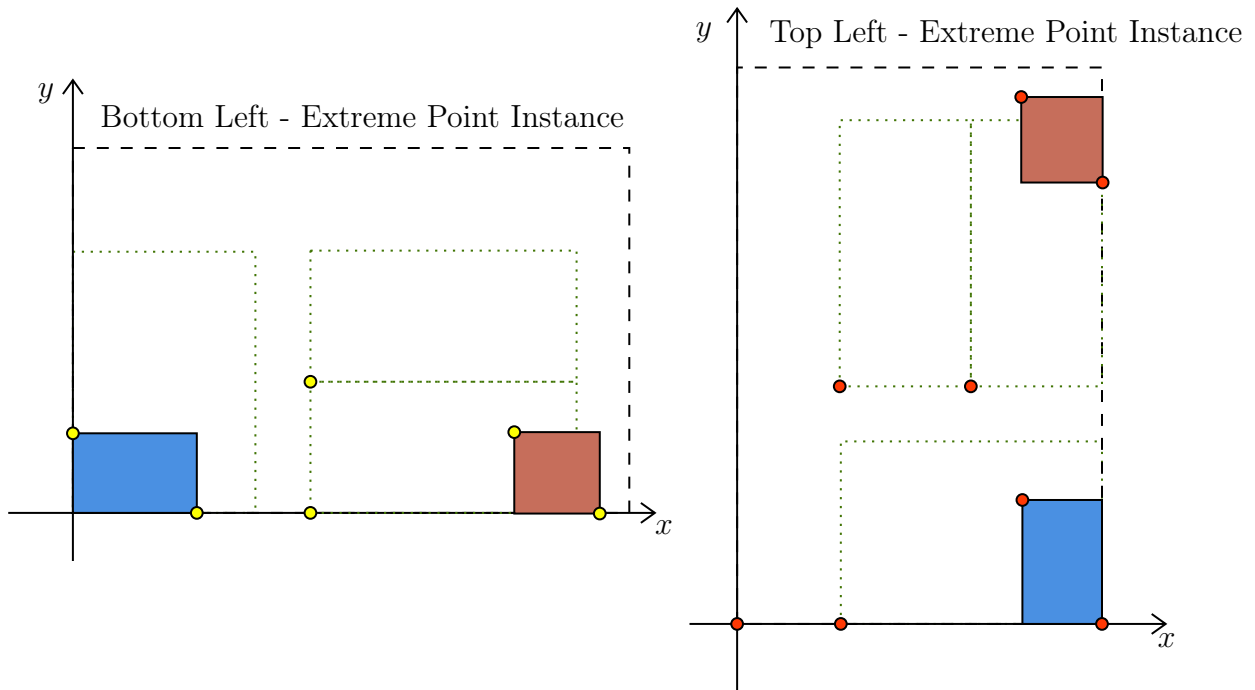 y
Bottom Left - Extreme Point Instance
x
y
Top Left - Extreme Point Instance
x